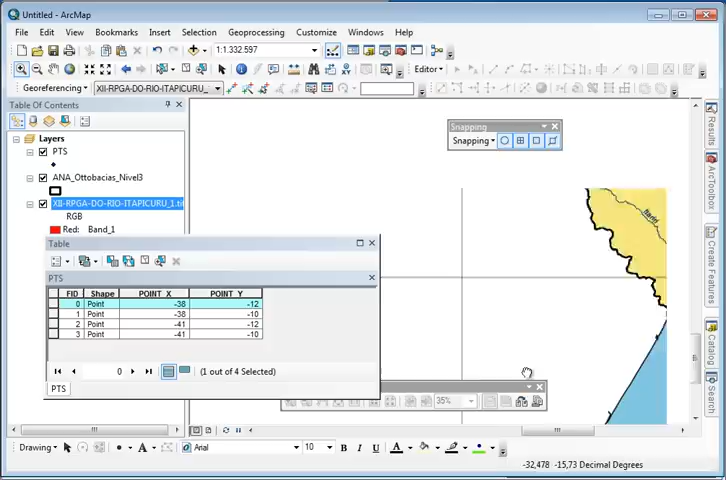 Untitled - ArcMap
File Edit View Bookmarks Insert Selection Geoprocessing Customize Windows Help
1:1.332.597
Editor
Georeferencing XII-RPGA-DO-RIO-ITAPICURU_
Table Of Contents
Layers
PTS
ANA_Ottobacias_Nivel3
XII-RPGA-DO-RIO-ITAPICURU_1.tif
RGB
Red: Band_1
Snapping
Snapping
Table
PTS
FID Shape POINT_X POINT_Y
0 Point -38 -12
1 Point -38 -10
2 Point -41 -12
3 Point -41 -10
0 (1 out of 4 Selected)
PTS
35%
Results
ArcToolbox
Create Features
Catalog
Search
Drawing Arial 10 B I U A
-32,478 -15,73 Decimal Degrees